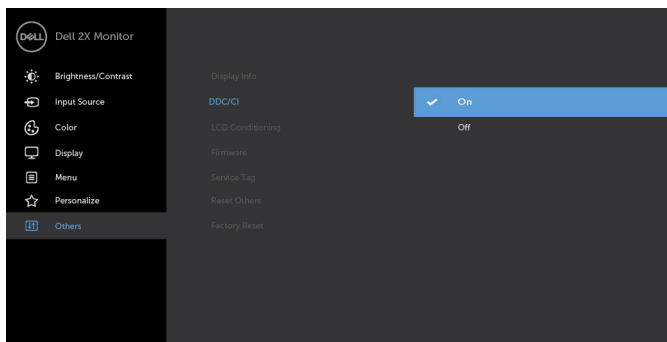 DELL Dell 2X Monitor
Brightness/Contrast
Input Source
Color
Display
Menu
Personalize
Others
Display Info
DDC/CI
LCD Conditioning
Firmware
Service Tag
Reset Others
Factory Reset
On
Off